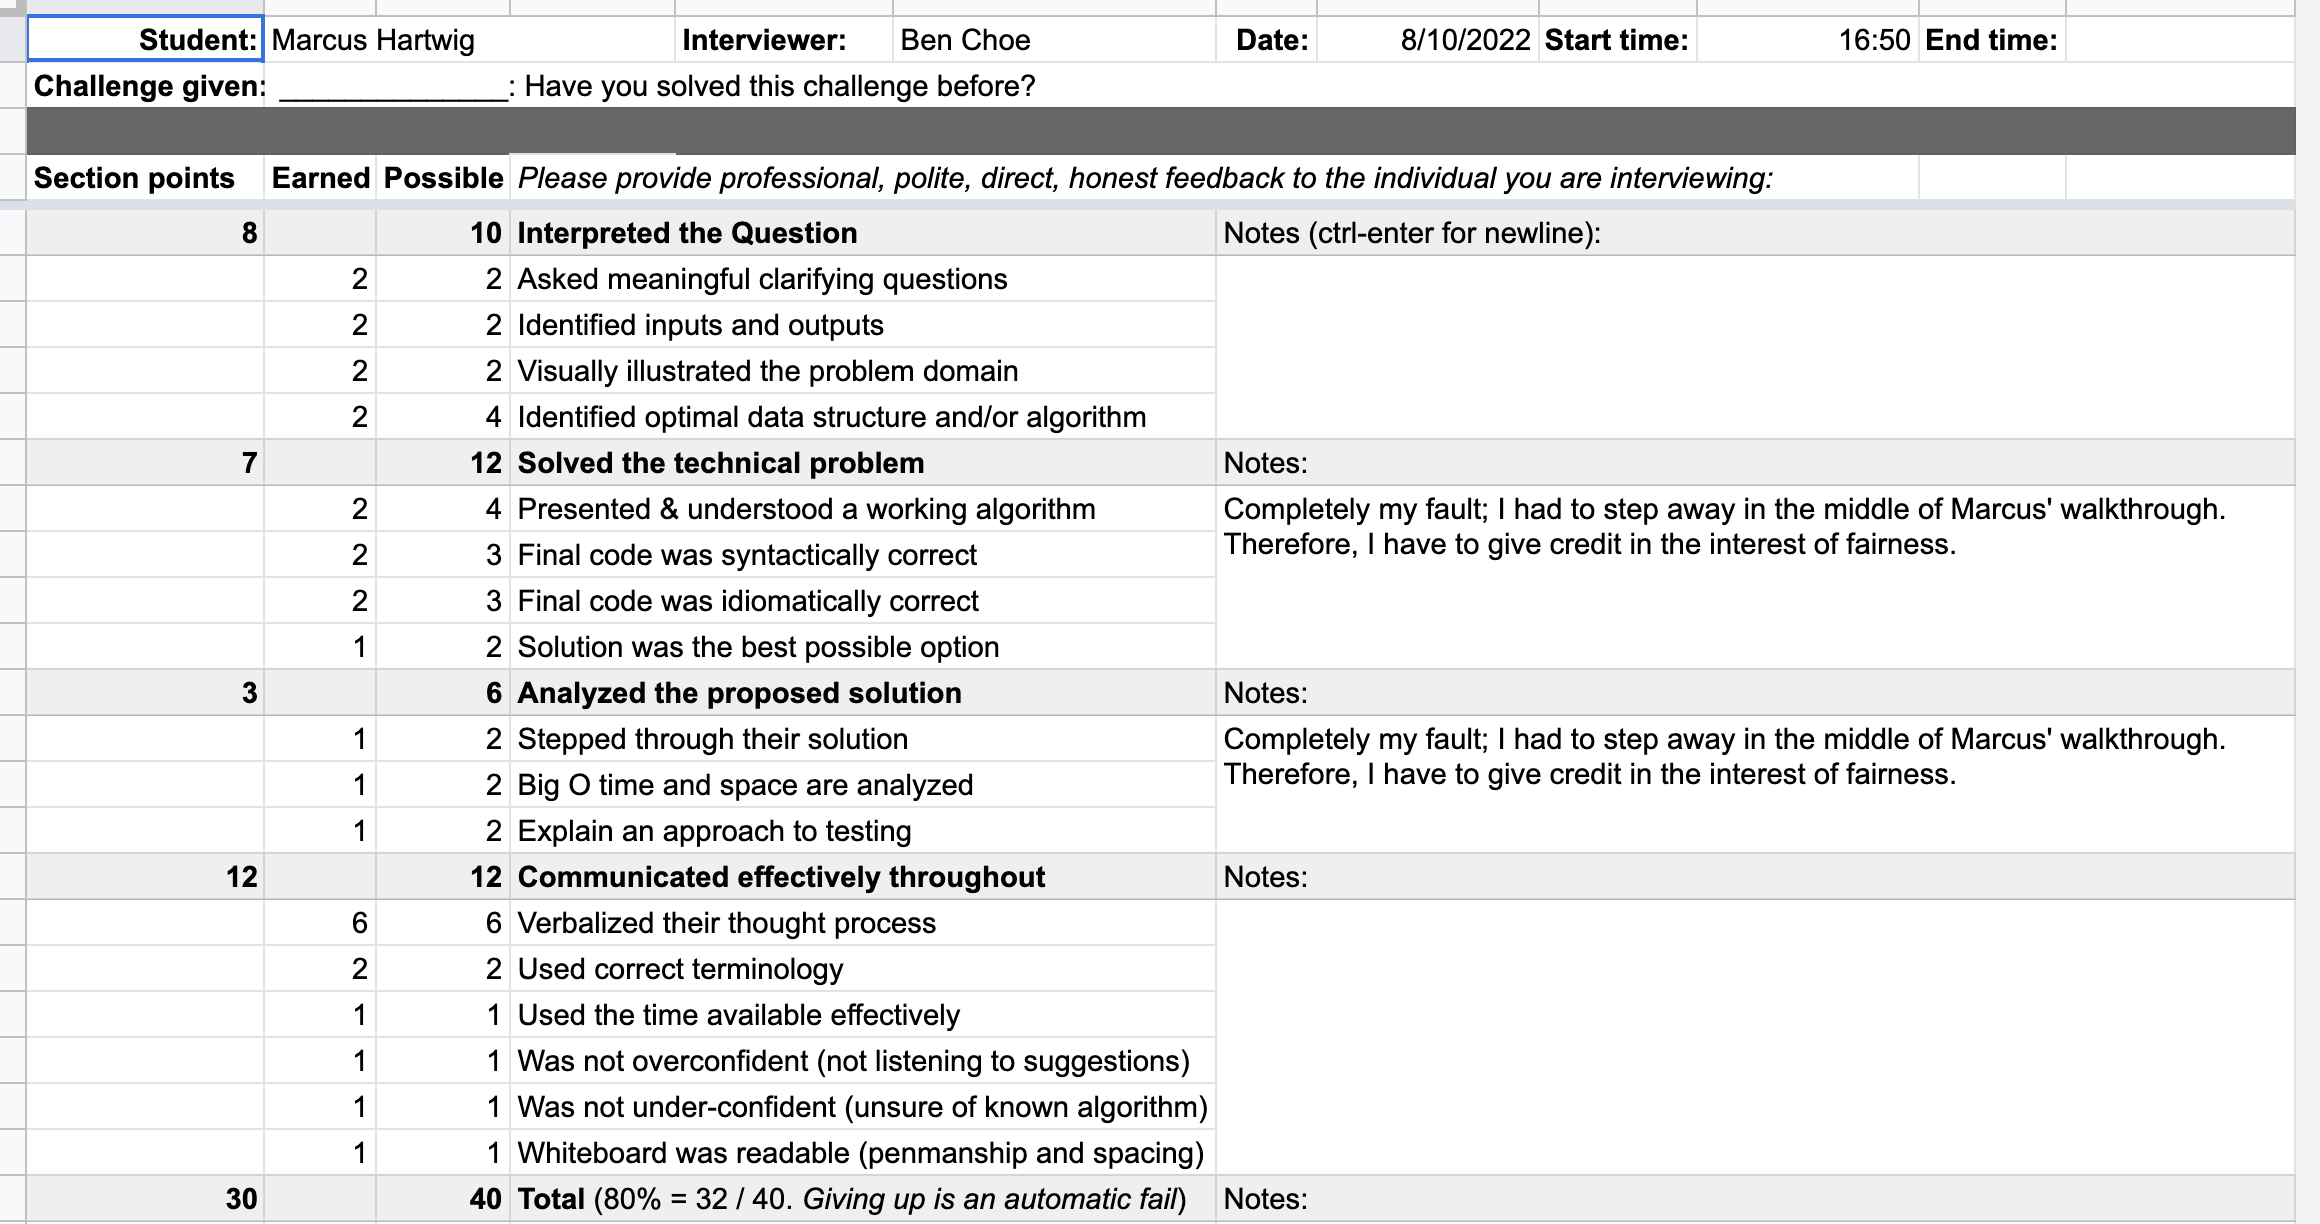 Student: Marcus Hartwig Interviewer: Ben Choe Date: 8/10/2022 Start time: 16:50 End time:
Challenge given: ______________: Have you solved this challenge before?
Section points Earned Possible Please provide professional, polite, direct, honest feedback to the individual you are interviewing:
8 10 Interpreted the Question Notes (ctrl-enter for newline):
2 2 Asked meaningful clarifying questions
2 2 Identified inputs and outputs
2 2 Visually illustrated the problem domain
2 4 Identified optimal data structure and/or algorithm
7 12 Solved the technical problem Notes:
2 4 Presented & understood a working algorithm Completely my fault; I had to step away in the middle of Marcus' walkthrough.
Therefore, I have to give credit in the interest of fairness.
2 3 Final code was syntactically correct
2 3 Final code was idiomatically correct
1 2 Solution was the best possible option
3 6 Analyzed the proposed solution Notes:
1 2 Stepped through their solution Completely my fault; I had to step away in the middle of Marcus' walkthrough.
Therefore, I have to give credit in the interest of fairness.
1 2 Big O time and space are analyzed
1 2 Explain an approach to testing
12 12 Communicated effectively throughout Notes:
6 6 Verbalized their thought process
2 2 Used correct terminology
1 1 Used the time available effectively
1 1 Was not overconfident (not listening to suggestions)
1 1 Was not under-confident (unsure of known algorithm)
1 1 Whiteboard was readable (penmanship and spacing)
30 40 Total (80% = 32 / 40. Giving up is an automatic fail) Notes: